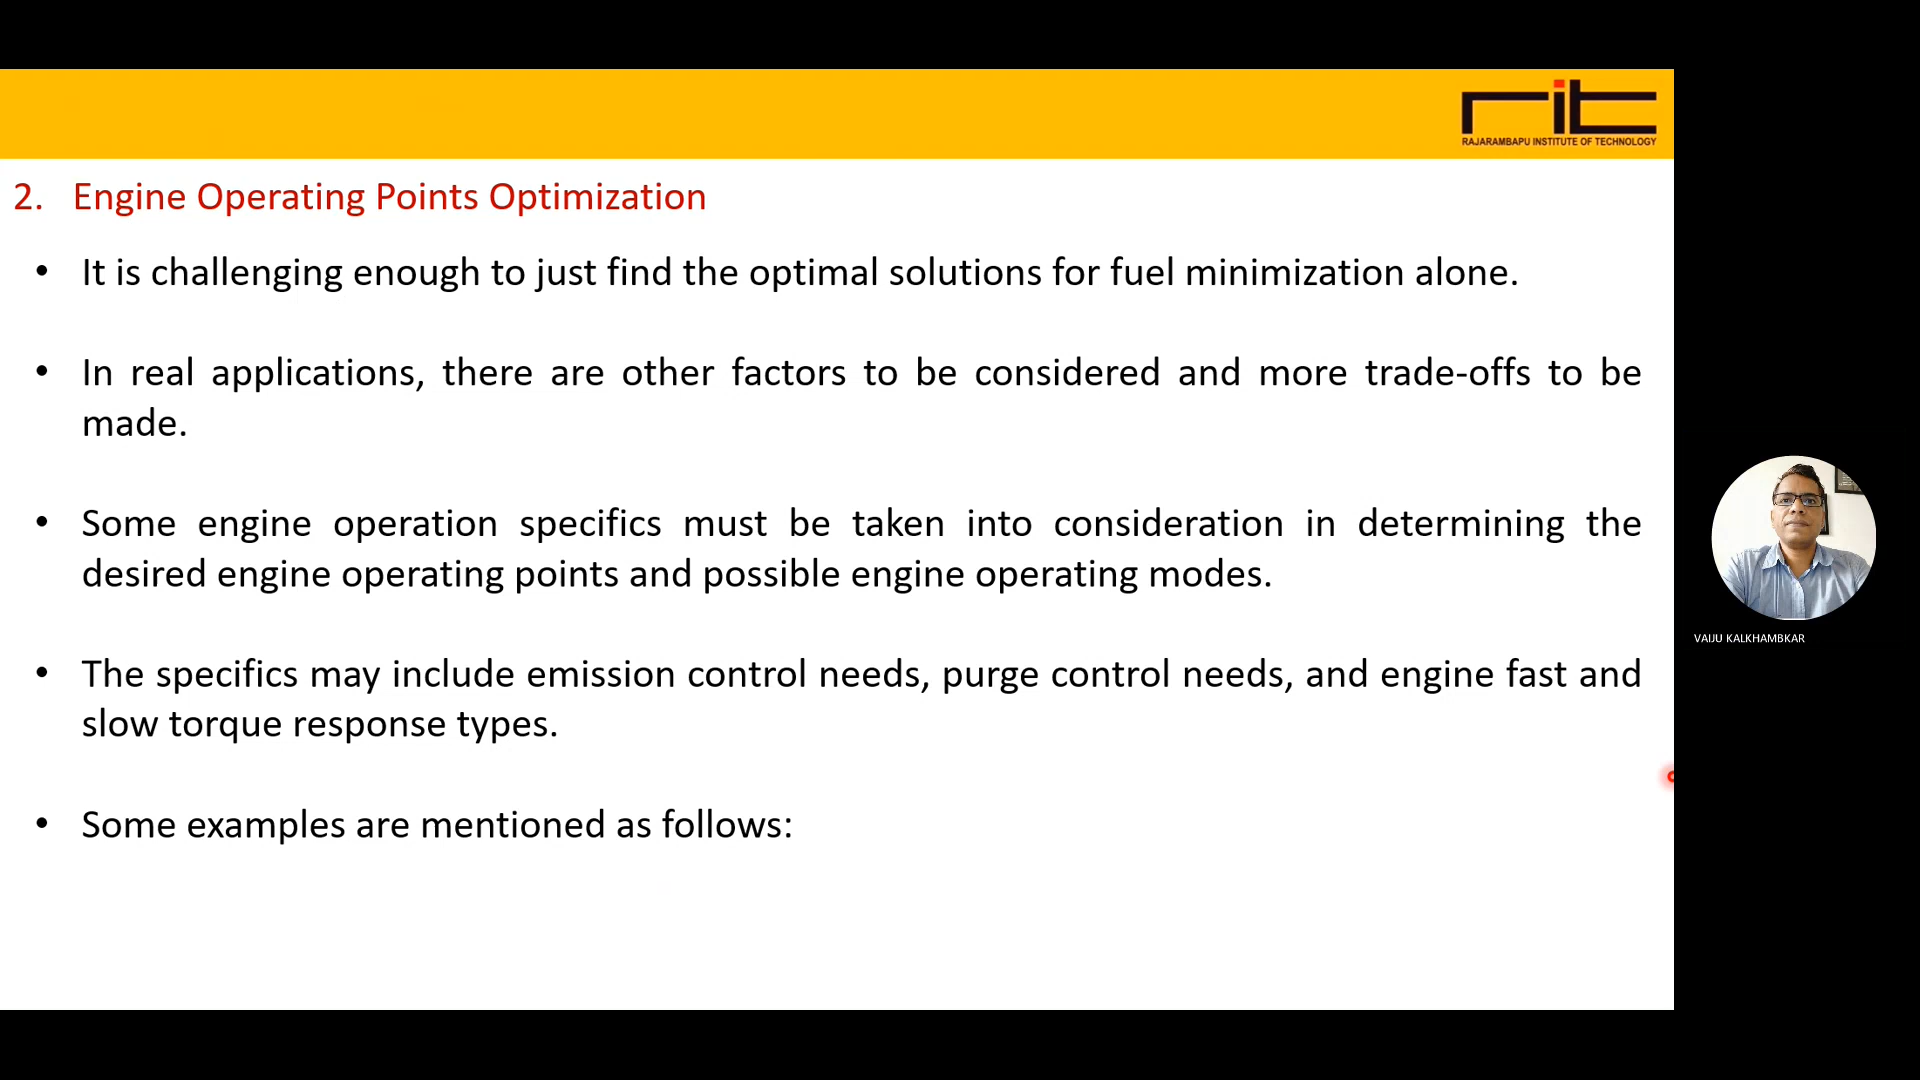 rit
RAJARAMBAPU INSTITUTE OF TECHNOLOGY
2. Engine Operating Points Optimization
• It is challenging enough to just find the optimal solutions for fuel minimization alone.
• In real applications, there are other factors to be considered and more trade-offs to be
made.
• Some engine operation specifics must be taken into consideration in determining the
desired engine operating points and possible engine operating modes.
• The specifics may include emission control needs, purge control needs, and engine fast and
slow torque response types.
• Some examples are mentioned as follows:
VAIJU KALKHAMBKAR